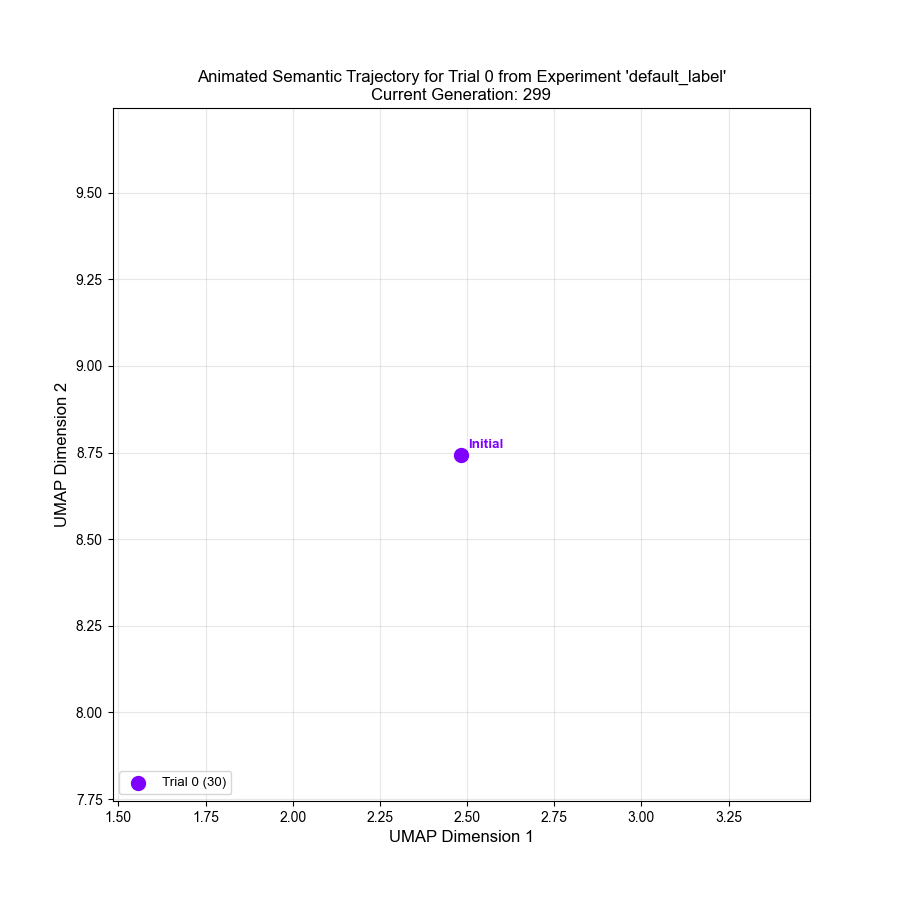 Animated Semantic Trajectory for Trial 0 from Experiment 'default_label'
Current Generation: 299
UMAP Dimension 2
9.50
9.25
9.00
8.75
8.50
8.25
8.00
7.75
Initial
Trial 0 (30)
1.50 1.75 2.00 2.25 2.50 2.75 3.00 3.25
UMAP Dimension 1